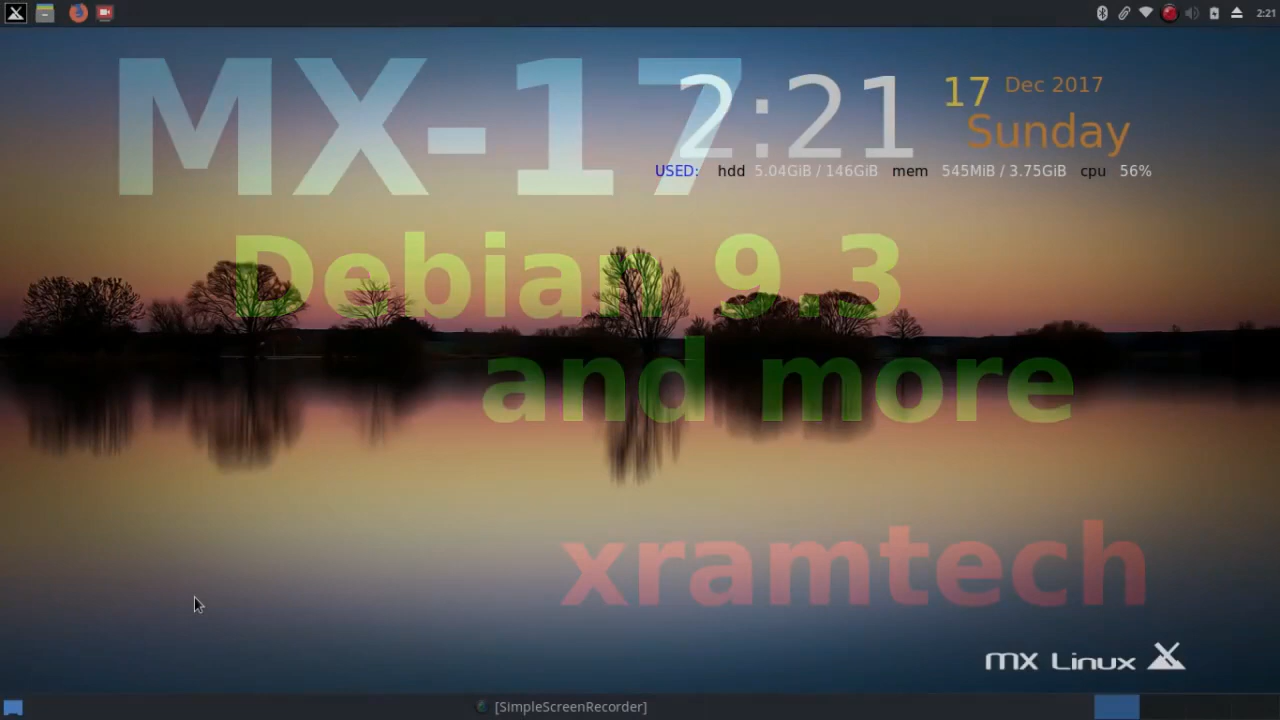 2:21
MX-17
2:21
17 Dec 2017
Sunday
USED: hdd 5.04GiB / 146GiB mem 545MiB / 3.75GiB cpu 56%
Debian 9.3
and more
xramtech
MX Linux
[SimpleScreenRecorder]